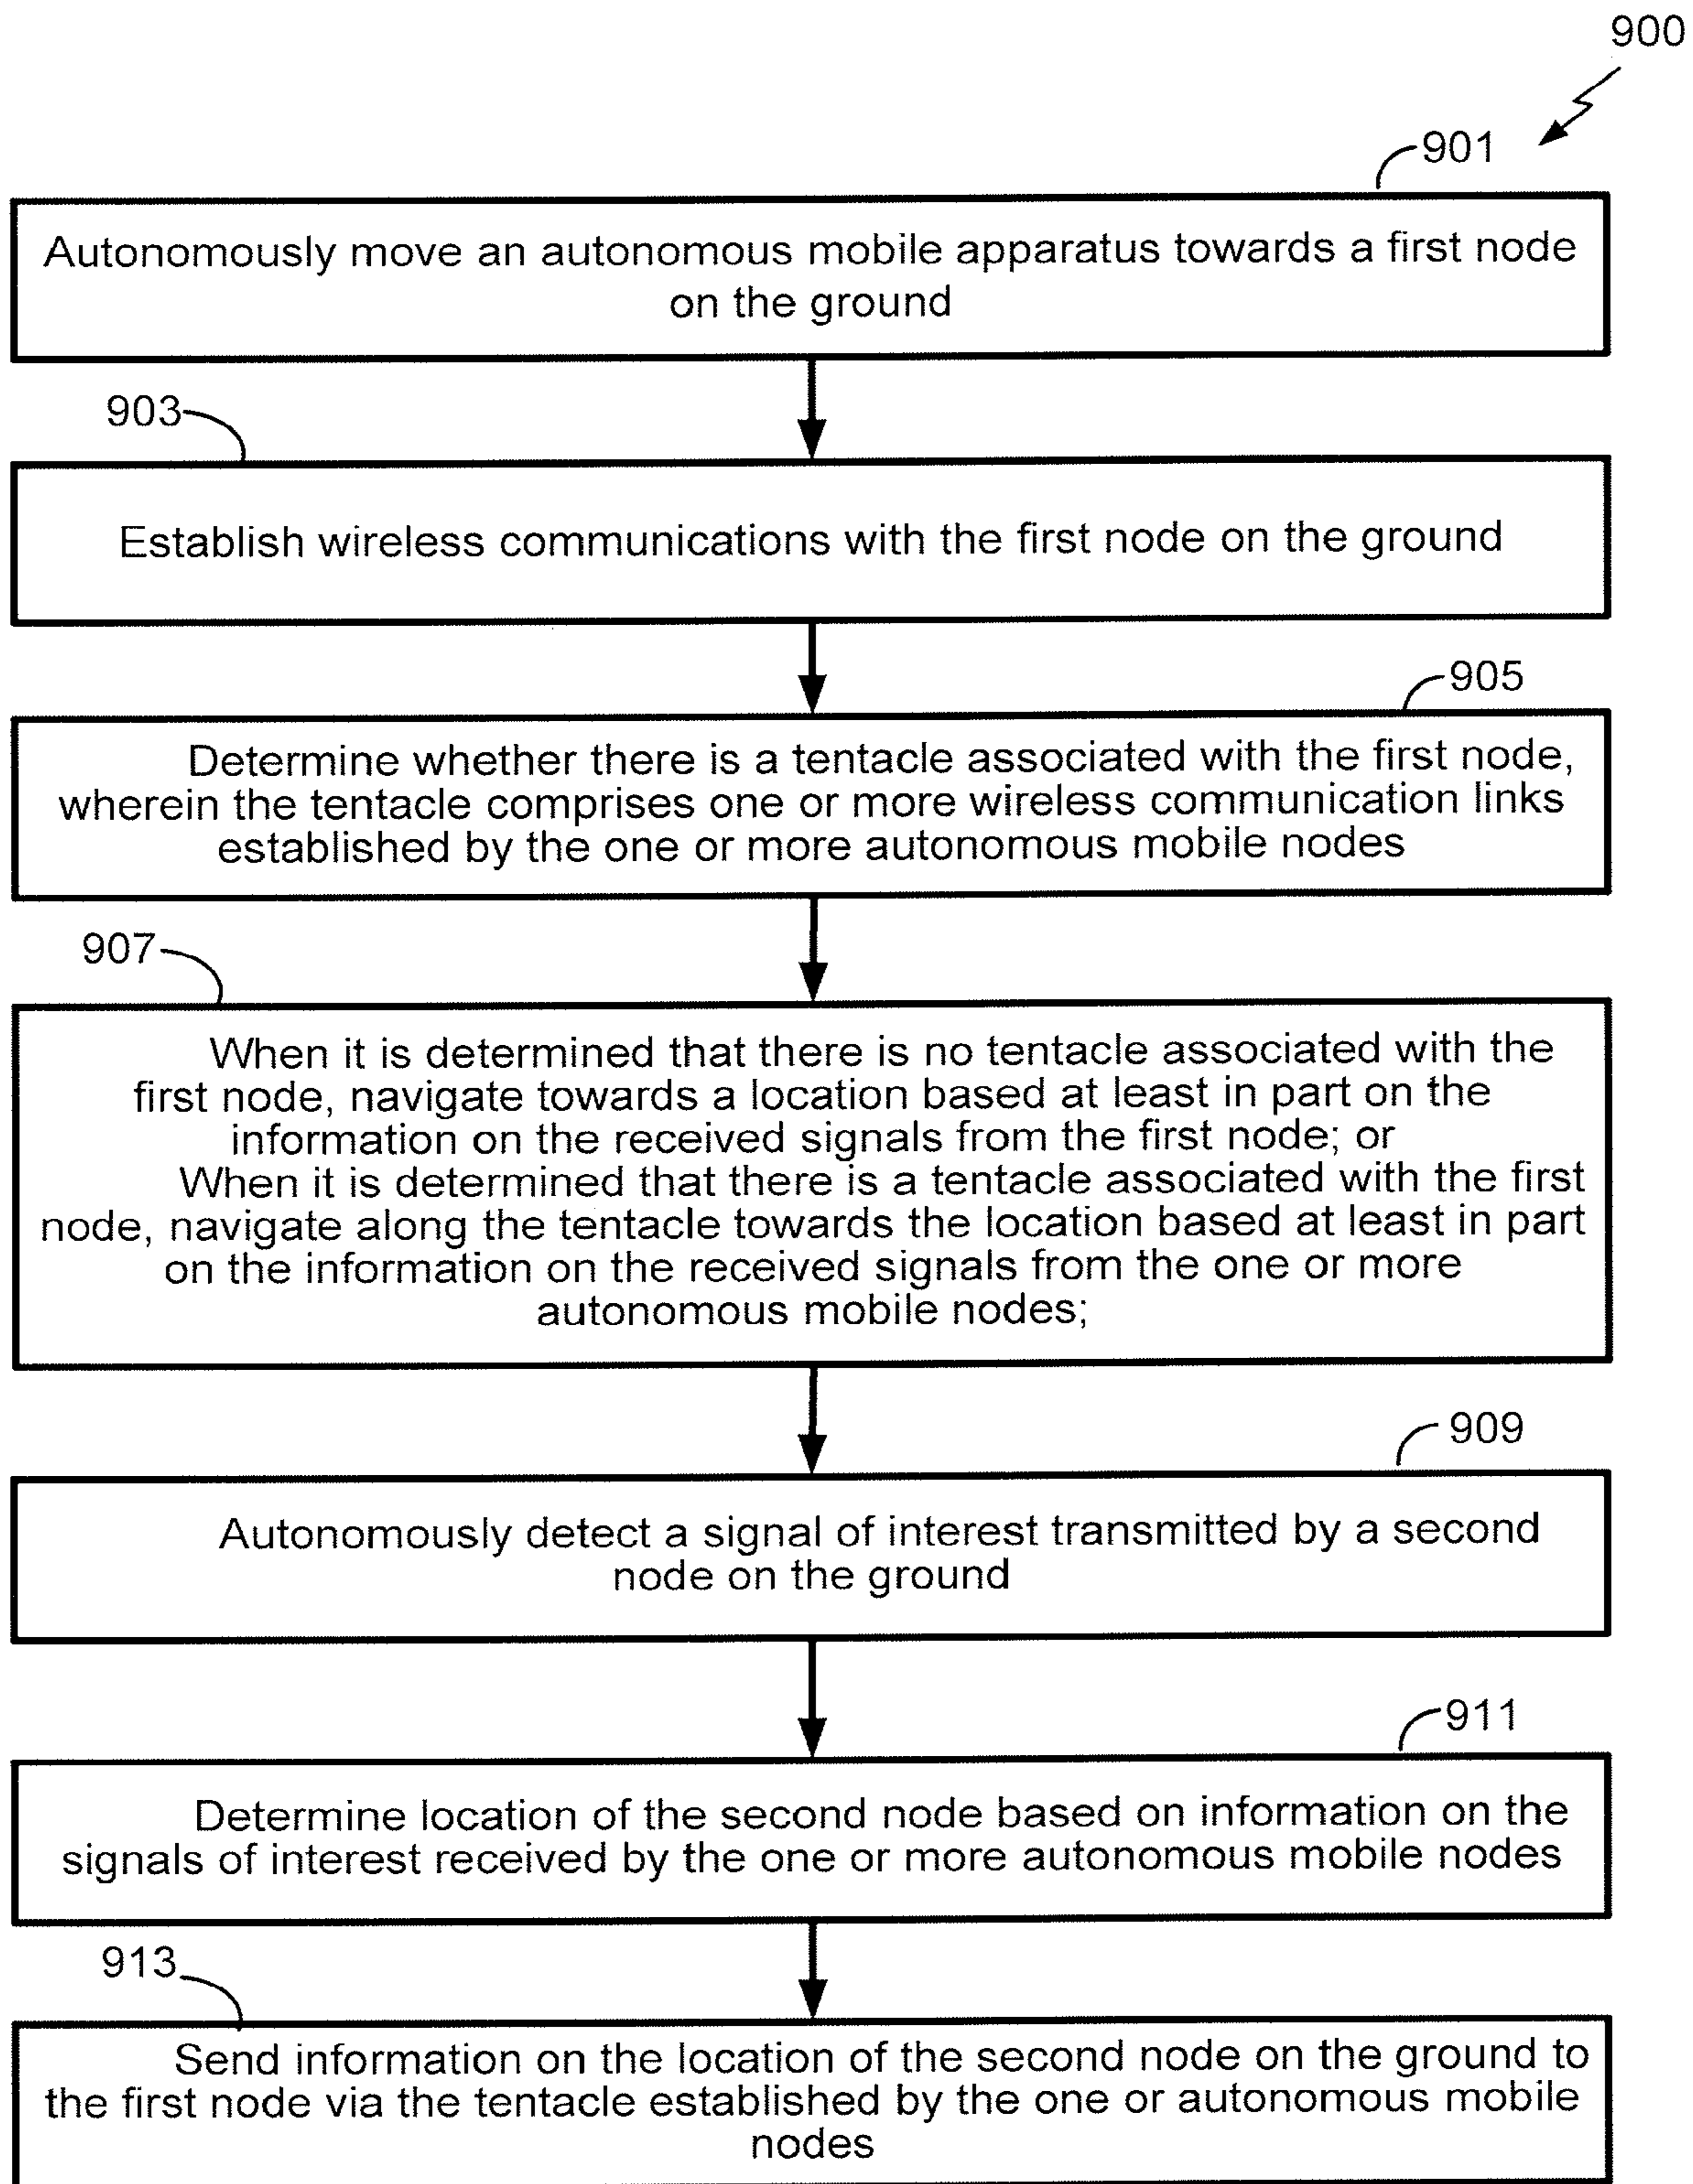 900
901
Autonomously move an autonomous mobile apparatus towards a first node
on the ground
903
Establish wireless communications with the first node on the ground
905
Determine whether there is a tentacle associated with the first node,
wherein the tentacle comprises one or more wireless communication links
established by the one or more autonomous mobile nodes
907
When it is determined that there is no tentacle associated with the
first node, navigate towards a location based at least in part on the
information on the received signals from the first node; or
When it is determined that there is a tentacle associated with the first
node, navigate along the tentacle towards the location based at least in part
on the information on the received signals from the one or more
autonomous mobile nodes;
909
Autonomously detect a signal of interest transmitted by a second
node on the ground
911
Determine location of the second node based on information on the
signals of interest received by the one or more autonomous mobile nodes
913
Send information on the location of the second node on the ground to
the first node via the tentacle established by the one or autonomous mobile
nodes